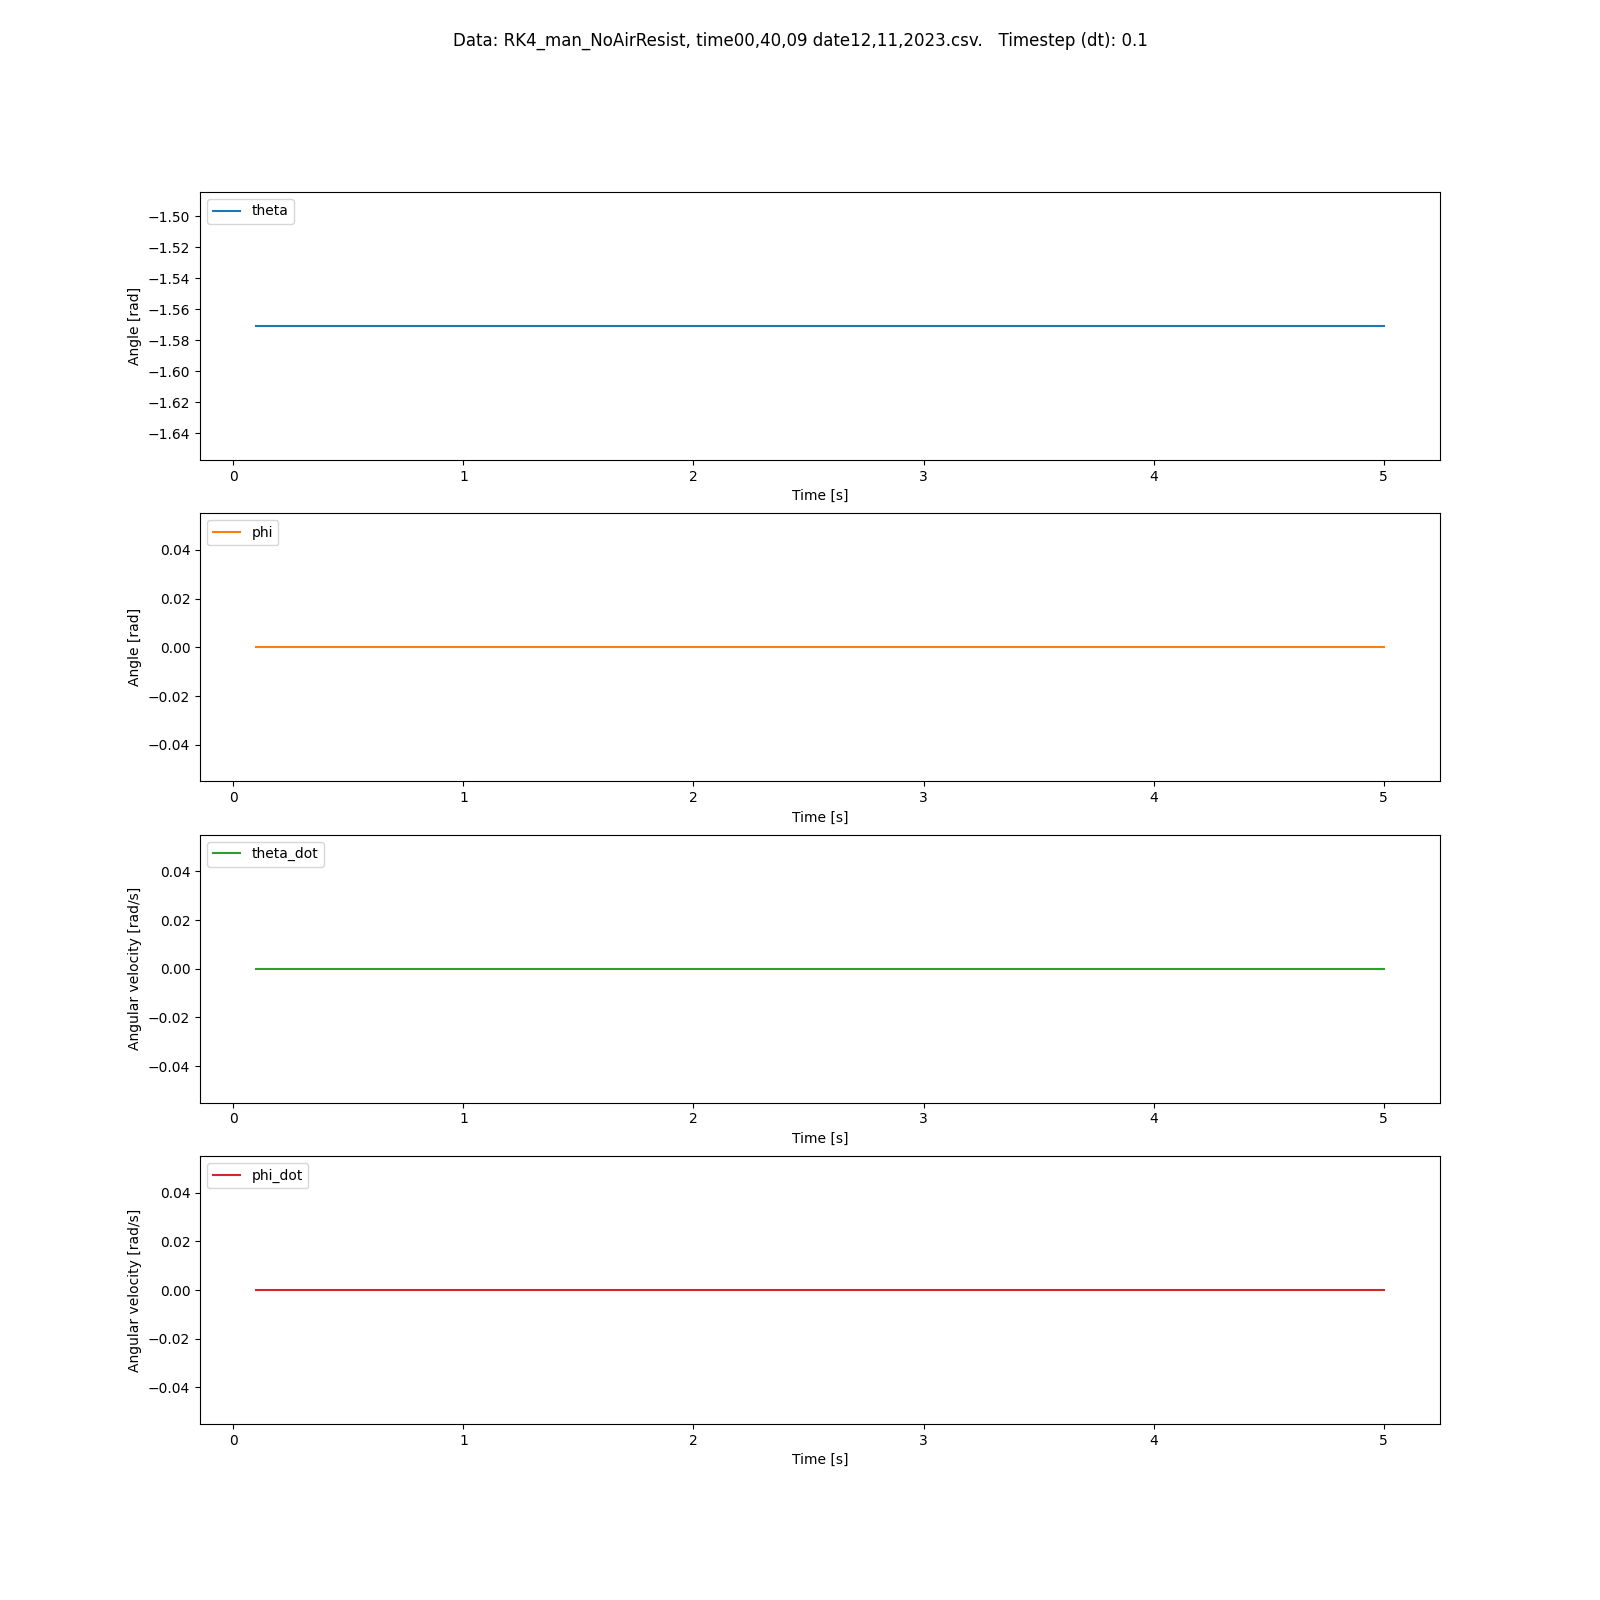 Data: RK4_man_NoAirResist, time00,40,09 date12,11,2023.csv.   Timestep (dt): 0.1
theta
−1.50
−1.52
−1.54
−1.56
−1.58
−1.60
−1.62
−1.64
Angle [rad]
0 1 2 3 4 5
Time [s]
phi
0.04
0.02
0.00
−0.02
−0.04
Angle [rad]
0 1 2 3 4 5
Time [s]
theta_dot
0.04
0.02
0.00
−0.02
−0.04
Angular velocity [rad/s]
0 1 2 3 4 5
Time [s]
phi_dot
0.04
0.02
0.00
−0.02
−0.04
Angular velocity [rad/s]
0 1 2 3 4 5
Time [s]